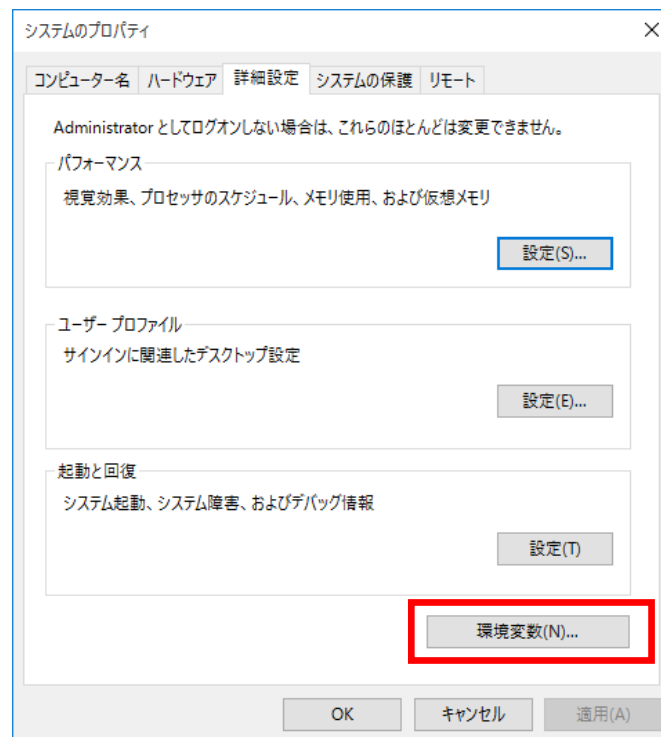 システムのプロパティ
コンピューター名 ハードウェア 詳細設定 システムの保護 リモート
Administrator としてログオンしない場合は、これらのほとんどは変更できません。
パフォーマンス
視覚効果、プロセッサのスケジュール、メモリ使用、および仮想メモリ
設定(S)...
ユーザー プロファイル
サインインに関連したデスクトップ設定
設定(E)...
起動と回復
システム起動、システム障害、およびデバッグ情報
設定(T)
環境変数(N)...
OK キャンセル 適用(A)